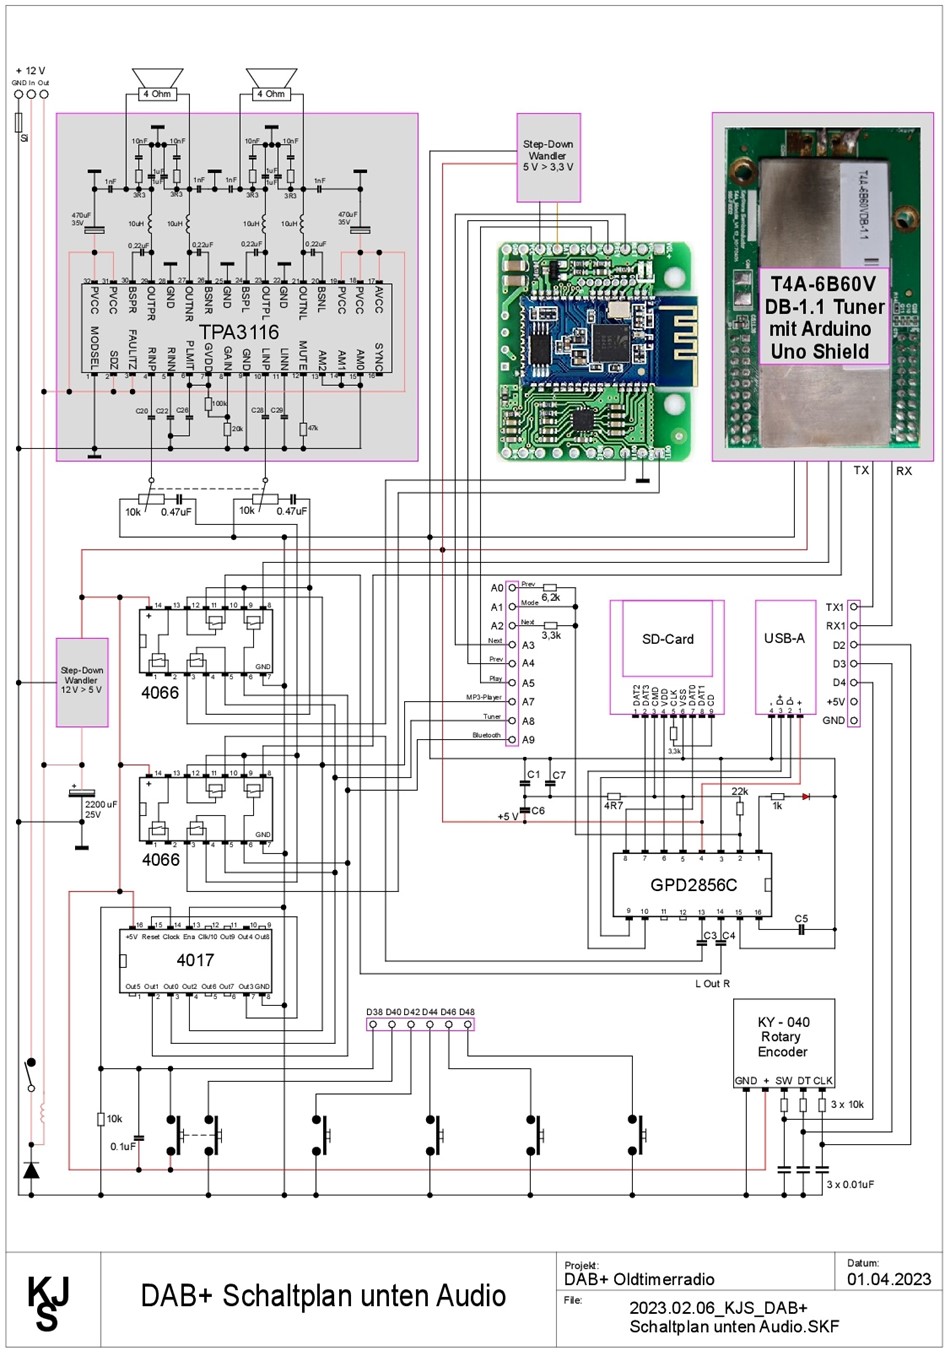 + 12 V
GND In Out
Si
4 Ohm
4 Ohm
10nF
10nF
10nF
10nF
1uF
1uF
1uF
1uF
1nF
1nF
1nF
1nF
3R3
3R3
470uF
35V
470uF
35V
10uH
10uH
10uH
10uH
0.22uF
0.22uF
0.22uF
0.22uF
32 31 30 29 28 27 26 25 24 23 22 21 20 19 18 17
PVCC PVCC BSPR OUTPR GND OUTNR BSNR GND BSPL OUTPL GND OUTNL BSNL PVCC PVCC AVCC
TPA3116
MODSEL SDZ FAULITZ RINP RINN PLMIT GVDD GAIN GND LINP LINN MUTE AM2 AM1 AM0 SYNC
1 2 3 4 5 6 7 8 9 10 11 12 13 14 15 16
C20
C22
C26
100k
20k
C28
C29
47k
10k
0.47uF
10k
0.47uF
Step-Down
Wandler
5 V > 3,3 V
T4A-6B60VDB-1.1
T4A-6B60V
DB-1.1 Tuner
mit Arduino
Uno Shield
TX
RX
Step-Down
Wandler
12 V > 5 V
14 13 12 11 10 9 8
+
GND
1 2 3 4 5 6 7
4066
14 13 12 11 10 9 8
+
GND
1 2 3 4 5 6 7
4066
+
2200 uF
25V
A0
Prev
6,2k
A1
Mode
A2
Next
3,3k
Next
A3
Prev
A4
Play
A5
MP3-Player
A7
Tuner
A8
Bluetooth
A9
SD-Card
DAT2 DAT3 CMD VDD CLK VSS DAT0 DAT1 CD
1 2 3 4 5 6 7 8 9
3,3k
USB-A
- D+ D- +
4 3 2 1
TX1
RX1
D2
D3
D4
+5V
GND
C1
C7
C6
+5 V
4R7
22k
1k
8 7 6 5 4 3 2 1
GPD2856C
9 10 11 12 13 14 15 16
C3
C4
C5
L Out R
16 15 14 13 12 11 10 9
+5V Reset Clock Ena Clk/10 Out9 Out4 Out8
4017
Out5 Out1 Out0 Out2 Out6 Out7 Out3 GND
1 2 3 4 5 6 7 8
D38 D40 D42 D44 D46 D48
10k
0.1uF
KY - 040
Rotary
Encoder
GND + SW DT CLK
3 x 10k
3 x 0.01uF
KJS
DAB+ Schaltplan unten Audio
Projekt:
DAB+ Oldtimerradio
Datum:
01.04.2023
File:
2023.02.06_KJS_DAB+
Schaltplan unten Audio.SKF